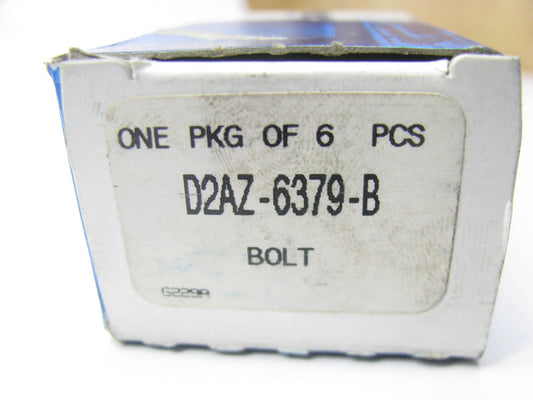 ONE PKG OF 6 PCS
D2AZ-6379-B
BOLT
G229A